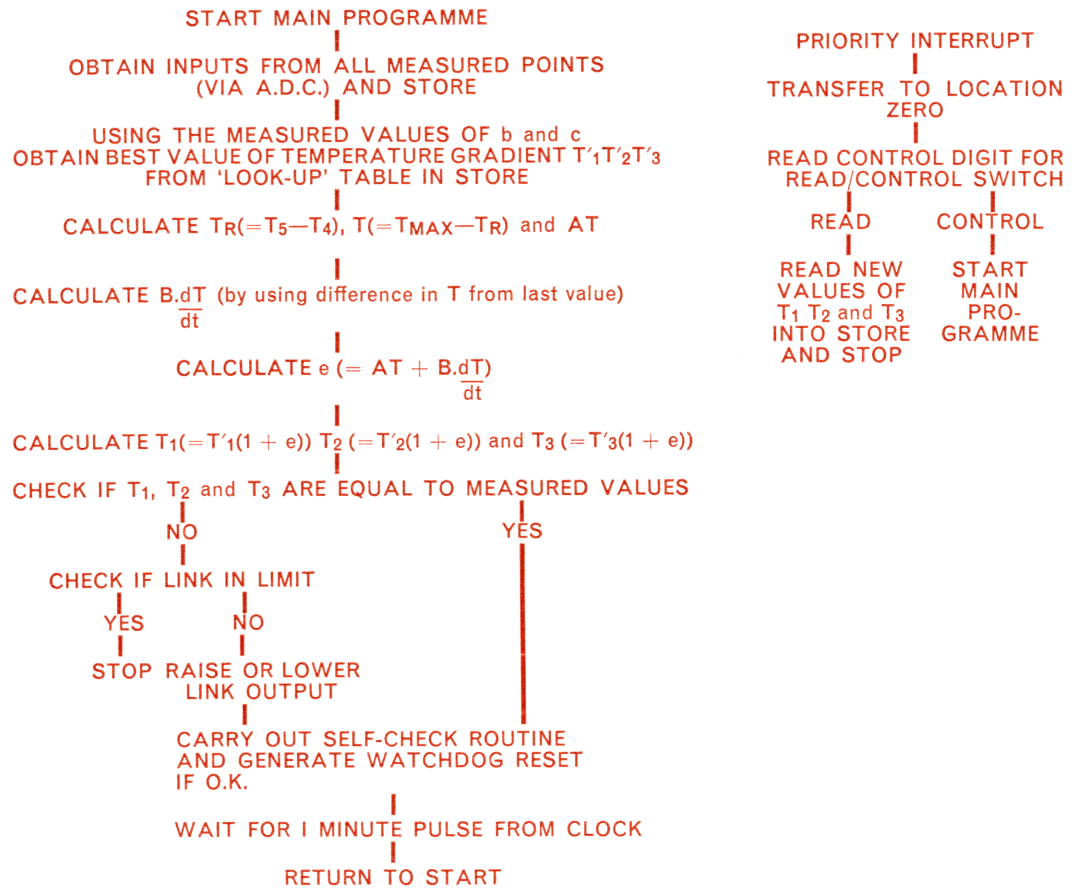 START MAIN PROGRAMME
OBTAIN INPUTS FROM ALL MEASURED POINTS
(VIA A.D.C.) AND STORE
USING THE MEASURED VALUES OF b and c
OBTAIN BEST VALUE OF TEMPERATURE GRADIENT T′₁T′₂T′₃
FROM ‘LOOK-UP’ TABLE IN STORE
CALCULATE TR(=T₅—T₄), T(=TMAX—TR) and AT
CALCULATE B.dT (by using difference in T from last value)
dt
CALCULATE e (= AT + B.dT)
dt
CALCULATE T₁(=T′₁(1 + e)) T₂ (=T′₂(1 + e)) and T₃ (=T′₃(1 + e))
CHECK IF T₁, T₂ and T₃ ARE EQUAL TO MEASURED VALUES
NO
YES
CHECK IF LINK IN LIMIT
YES
NO
STOP RAISE OR LOWER
LINK OUTPUT
CARRY OUT SELF-CHECK ROUTINE
AND GENERATE WATCHDOG RESET
IF O.K.
WAIT FOR I MINUTE PULSE FROM CLOCK
RETURN TO START
PRIORITY INTERRUPT
TRANSFER TO LOCATION
ZERO
READ CONTROL DIGIT FOR
READ/CONTROL SWITCH
READ
CONTROL
READ NEW
VALUES OF
T₁ T₂ and T₃
INTO STORE
AND STOP
START
MAIN
PRO-
GRAMME